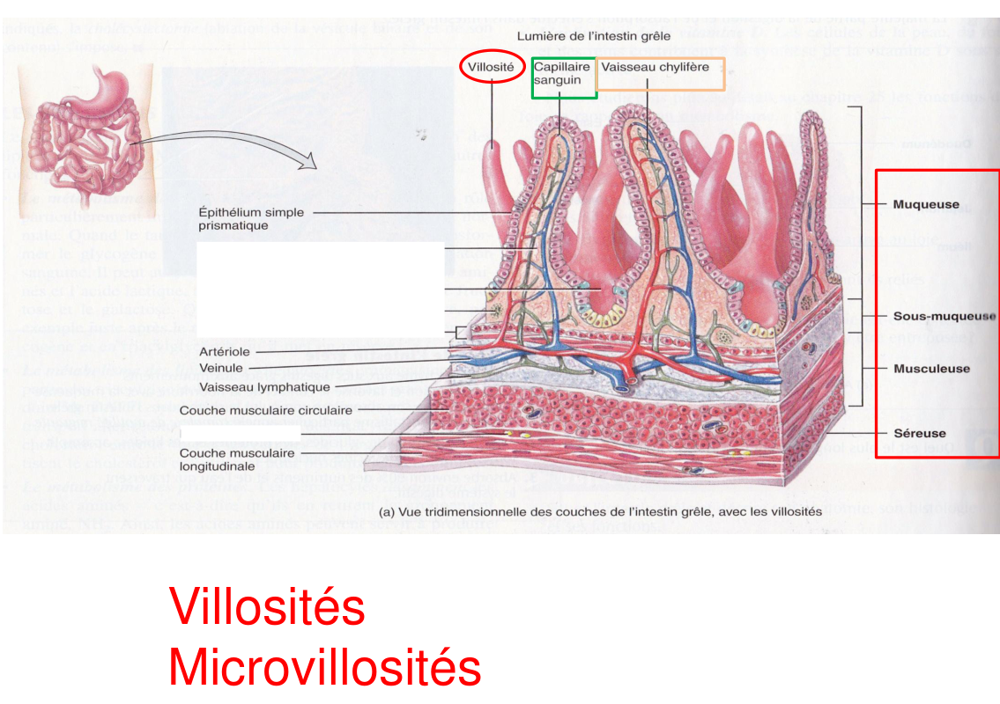 Lumière de l'intestin grêle
Villosité
Capillaire
sanguin
Vaisseau chylifère
Épithélium simple
prismatique
Artériole
Veinule
Vaisseau lymphatique
Couche musculaire circulaire
Couche musculaire
longitudinale
Muqueuse
Sous-muqueuse
Musculeuse
Séreuse
(a) Vue tridimensionnelle des couches de l'intestin grêle, avec les villosités
Villosités
Microvillosités